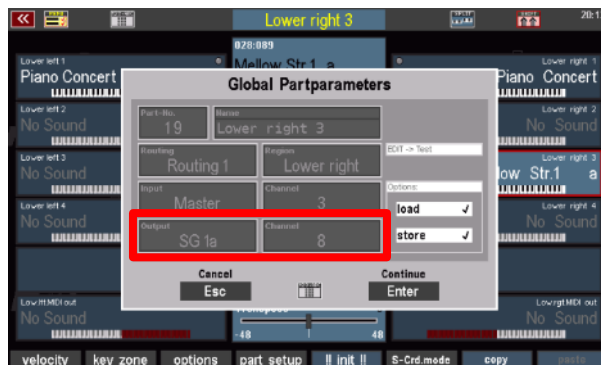 Lower right 3
20:1
028:089
Lower left 1
Mellow Str.1 a
Lower right 1
Piano Concert
Piano Concert
Global Partparameters
Lower left 2
Part-No.
Name
Lower right 2
No Sound
19
Lower right 3
No Sound
Lower left 3
Routing
Region
EDIT -> Text
Lower right 3
No Sound
Routing 1
Lower right
low Str.1 a
Input
Channel
Options:
Lower left 4
Master
3
load
Lower right 4
No Sound
No Sound
Output
Channel
store
SG 1a
8
Cancel
Continue
Esc
Enter
Low lft MIDI out
Low rgt MIDI out
No Sound
No Sound
-48
48
velocity key zone options part setup !! init !! S-Crd.mode copy paste